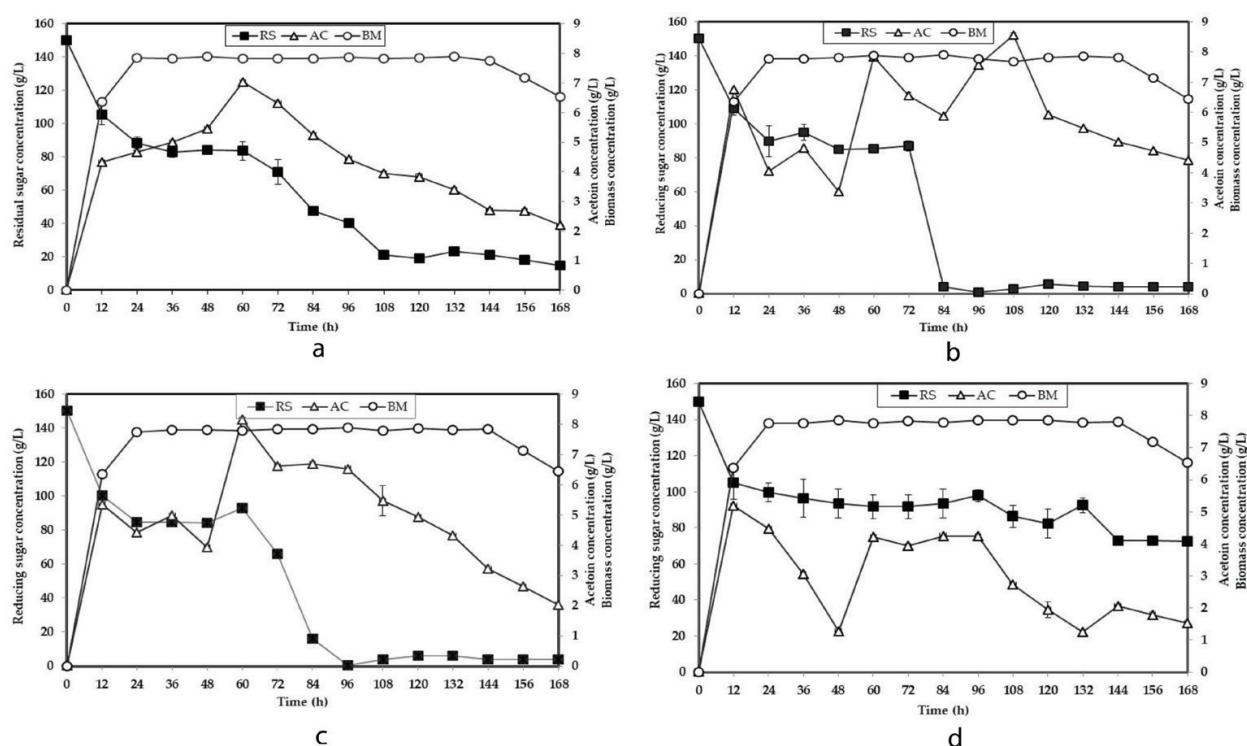 160 9
RS AC BM
140 8
120 7
100 6
80 5
60 4
40 3
20 2
0 1
0
Residual sugar concentration (g/L)
Acetoin concentration (g/L)
Biomass concentration (g/L)
0 12 24 36 48 60 72 84 96 108 120 132 144 156 168
Time (h)
a
160 9
RS AC BM
140 8
120 7
100 6
80 5
60 4
40 3
20 2
0 1
0
Reducing sugar concentration (g/L)
Acetoin concentration (g/L)
Biomass concentration (g/L)
0 12 24 36 48 60 72 84 96 108 120 132 144 156 168
Time (h)
b
160 9
RS AC BM
140 8
120 7
100 6
80 5
60 4
40 3
20 2
0 1
0
Reducing sugar concentration (g/L)
Acetoin concentration (g/L)
Biomass concentration (g/L)
0 12 24 36 48 60 72 84 96 108 120 132 144 156 168
Time (h)
c
160 9
RS AC BM
140 8
120 7
100 6
80 5
60 4
40 3
20 2
0 1
0
Reducing sugar concentration (g/L)
Acetoin concentration (g/L)
Biomass concentration (g/L)
0 12 24 36 48 60 72 84 96 108 120 132 144 156 168
Time (h)
d